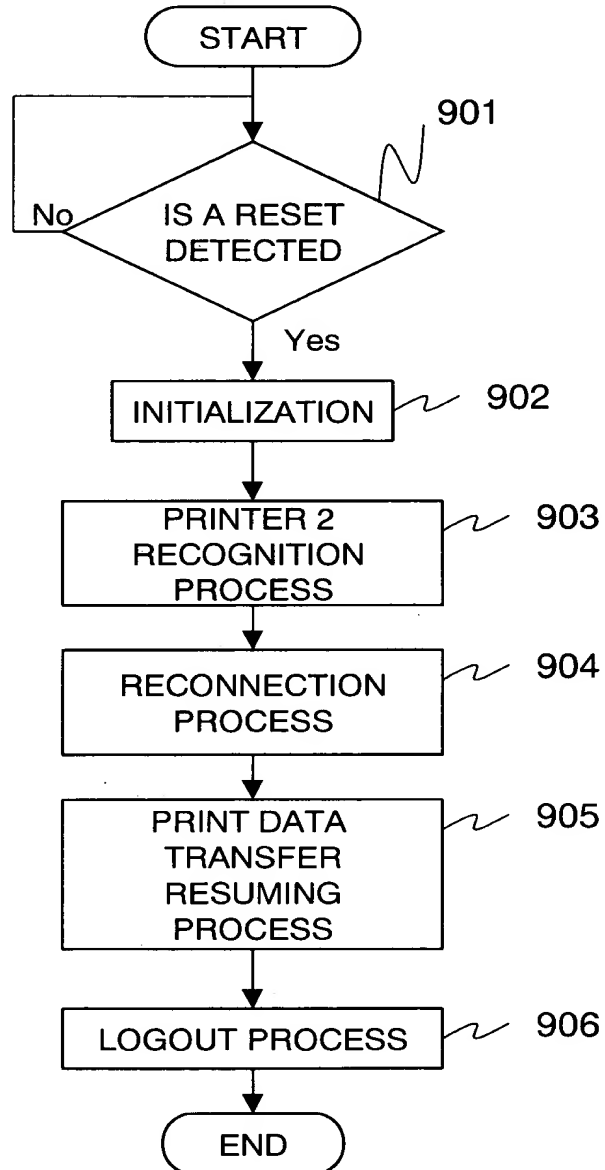 START
901
No
IS A RESET
DETECTED
Yes
INITIALIZATION
902
PRINTER 2
RECOGNITION
PROCESS
903
RECONNECTION
PROCESS
904
PRINT DATA
TRANSFER
RESUMING
PROCESS
905
LOGOUT PROCESS
906
END